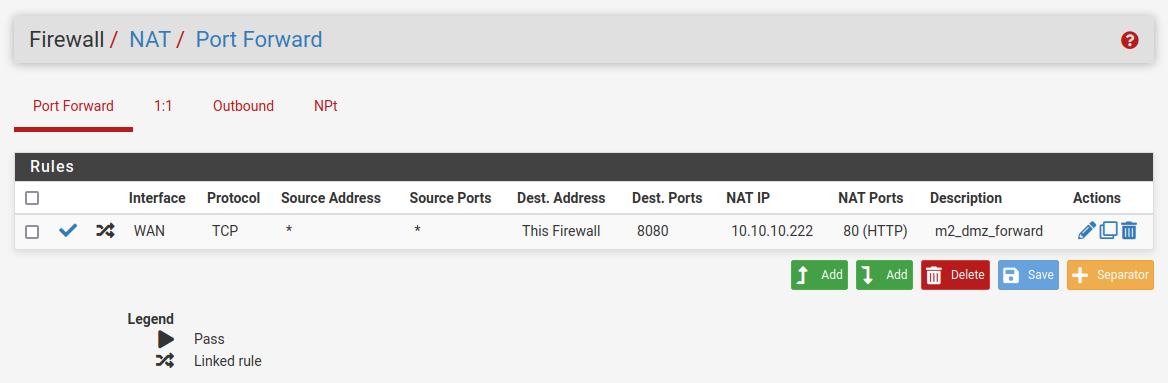 Firewall / NAT / Port Forward
Port Forward 1:1 Outbound NPt
Rules
Interface Protocol Source Address Source Ports Dest. Address Dest. Ports NAT IP NAT Ports Description Actions
WAN TCP * * This Firewall 8080 10.10.10.222 80 (HTTP) m2_dmz_forward
Add Add Delete Save Separator
Legend
Pass
Linked rule